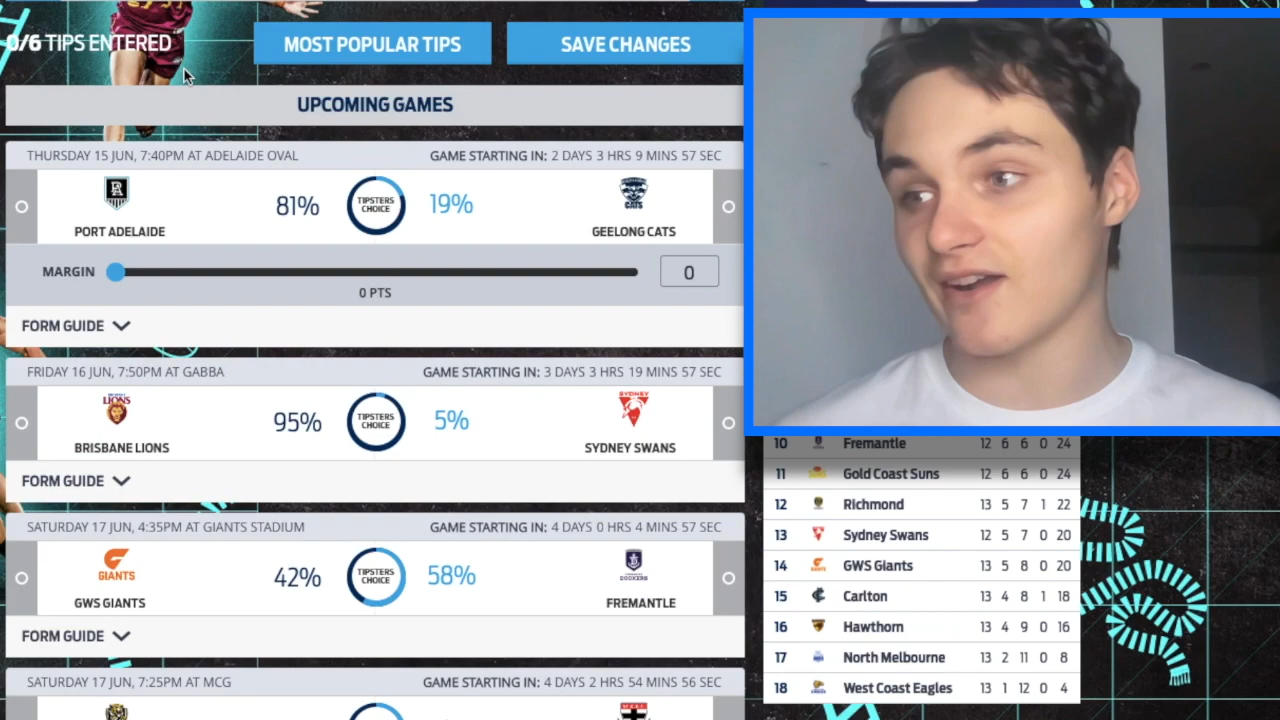 0/6 TIPS ENTERED
MOST POPULAR TIPS
SAVE CHANGES
UPCOMING GAMES
THURSDAY 15 JUN, 7:40PM AT ADELAIDE OVAL
GAME STARTING IN: 2 DAYS 3 HRS 9 MINS 57 SEC
81%
TIPSTERS
CHOICE
19%
CATS
PORT ADELAIDE
GEELONG CATS
MARGIN
0
0 PTS
FORM GUIDE
FRIDAY 16 JUN, 7:50PM AT GABBA
GAME STARTING IN: 3 DAYS 3 HRS 19 MINS 57 SEC
LIONS
95%
TIPSTERS
CHOICE
5%
SYDNEY
BRISBANE LIONS
SYDNEY SWANS
FORM GUIDE
SATURDAY 17 JUN, 4:35PM AT GIANTS STADIUM
GAME STARTING IN: 4 DAYS 0 HRS 4 MINS 57 SEC
GIANTS
42%
TIPSTERS
CHOICE
58%
DOCKERS
GWS GIANTS
FREMANTLE
FORM GUIDE
SATURDAY 17 JUN, 7:25PM AT MCG
GAME STARTING IN: 4 DAYS 2 HRS 54 MINS 56 SEC
10 Fremantle 12 6 6 0 24
11 Gold Coast Suns 12 6 6 0 24
12 Richmond 13 5 7 1 22
13 Sydney Swans 12 5 7 0 20
14 GWS Giants 13 5 8 0 20
15 Carlton 13 4 8 1 18
16 Hawthorn 13 4 9 0 16
17 North Melbourne 13 2 11 0 8
18 West Coast Eagles 13 1 12 0 4